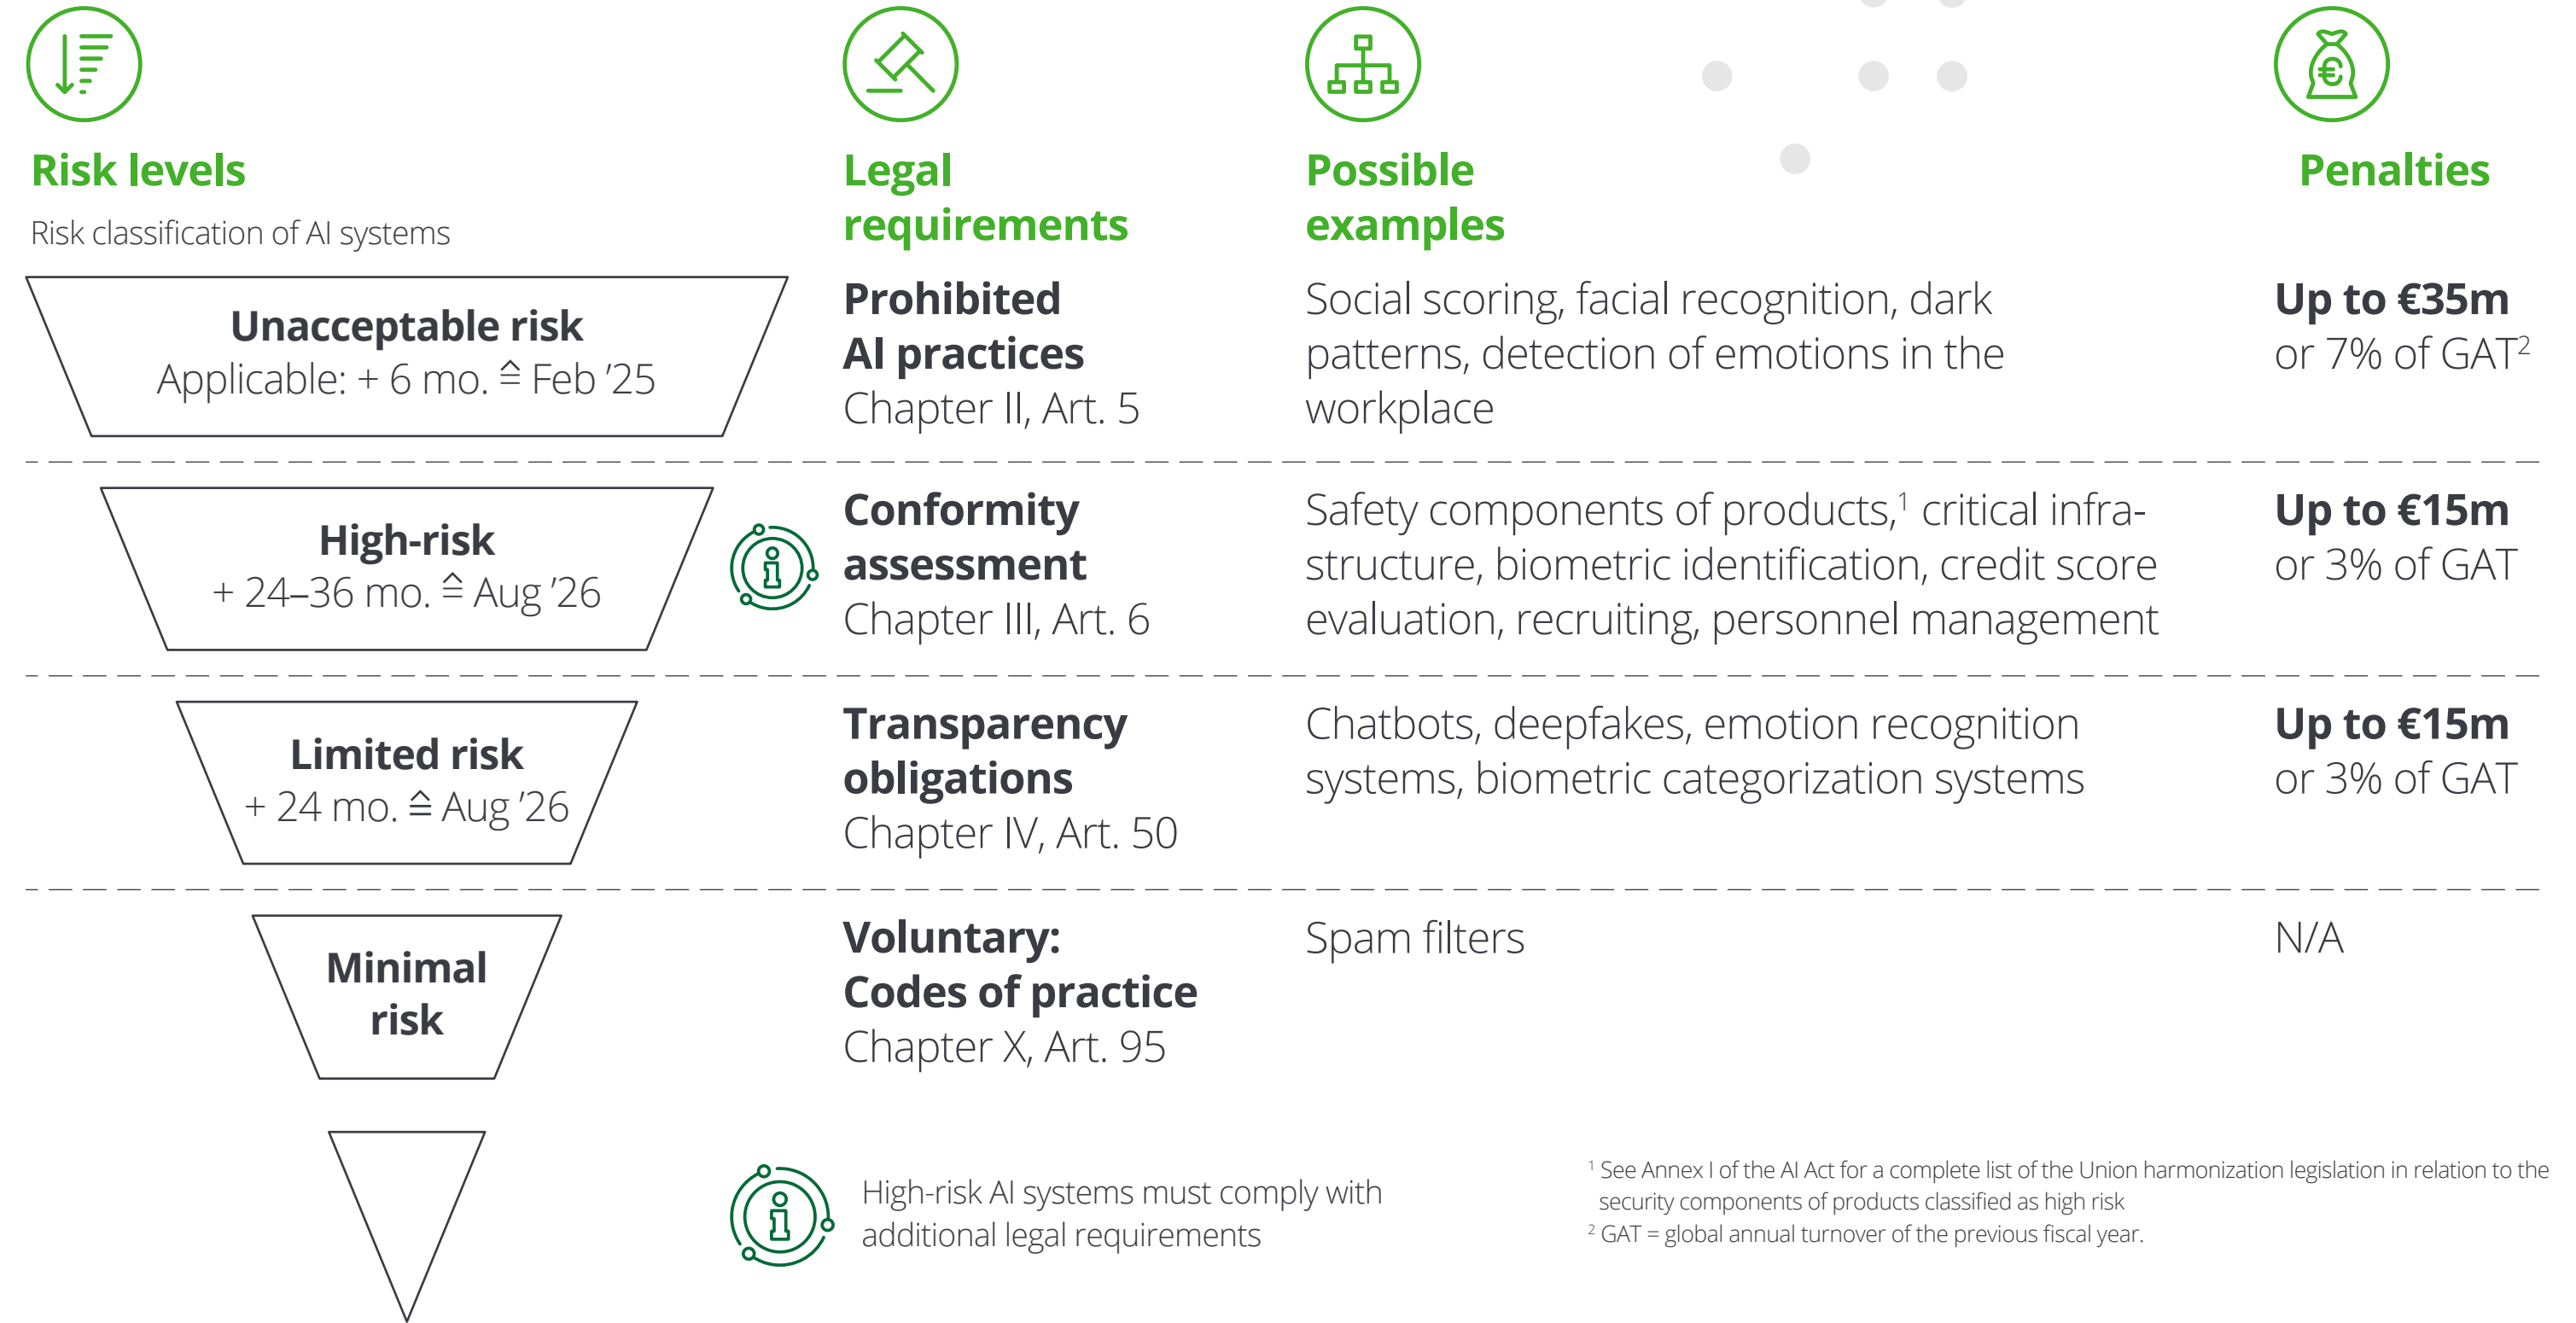 Risk levels
Risk classification of AI systems
Legal
requirements
Possible
examples
Penalties
Unacceptable risk
Applicable: + 6 mo. ≙ Feb ’25
Prohibited
AI practices
Chapter II, Art. 5
Social scoring, facial recognition, dark
patterns, detection of emotions in the
workplace
Up to €35m
or 7% of GAT²
High-risk
+ 24–36 mo. ≙ Aug ’26
Conformity
assessment
Chapter III, Art. 6
Safety components of products,¹ critical infra-
structure, biometric identification, credit score
evaluation, recruiting, personnel management
Up to €15m
or 3% of GAT
Limited risk
+ 24 mo. ≙ Aug ’26
Transparency
obligations
Chapter IV, Art. 50
Chatbots, deepfakes, emotion recognition
systems, biometric categorization systems
Up to €15m
or 3% of GAT
Minimal
risk
Voluntary:
Codes of practice
Chapter X, Art. 95
Spam filters
N/A
High-risk AI systems must comply with
additional legal requirements
¹ See Annex I of the AI Act for a complete list of the Union harmonization legislation in relation to the
security components of products classified as high risk
² GAT = global annual turnover of the previous fiscal year.